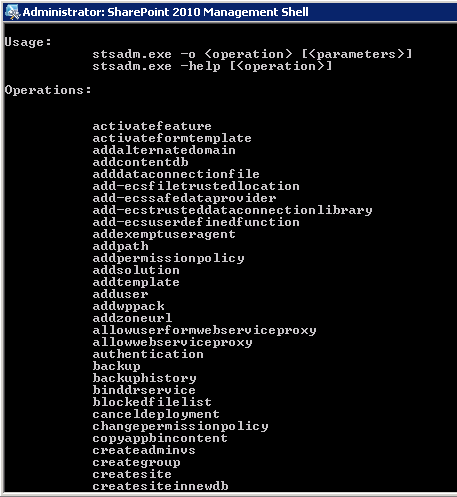 Administrator: SharePoint 2010 Management Shell
Usage:
stsadm.exe -o <operation> [<parameters>]
stsadm.exe -help [<operation>]
Operations:
activatefeature
activateformtemplate
addalternatedomain
addcontentdb
adddataconnectionfile
add-ecsfiletrustedlocation
add-ecssafedataprovider
add-ecstrusteddataconnectionlibrary
add-ecsuserdefinedfunction
addexemptuseragent
addpath
addpermissionpolicy
addsolution
addtemplate
adduser
addwppack
addzoneurl
allowuserformwebserviceproxy
allowwebserviceproxy
authentication
backup
backuphistory
binddrservice
blockedfilelist
canceldeployment
changepermissionpolicy
copyappbincontent
createadminvs
creategroup
createsite
createsiteinnewdb